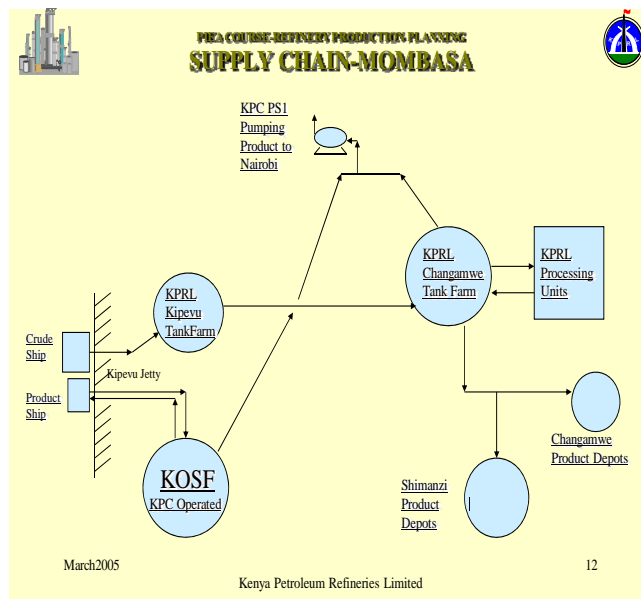 PIEA COURSE-REFINERY PRODUCTION PLANNING
SUPPLY CHAIN-MOMBASA
KPC PS1
Pumping
Product to
Nairobi
KPRL
Changamwe
Tank Farm
KPRL
Processing
Units
KPRL
Kipevu
TankFarm
Crude
Ship
Kipevu Jetty
Product
Ship
KOSF
KPC Operated
Changamwe
Product Depots
Shimanzi
Product
Depots
March2005
12
Kenya Petroleum Refineries Limited